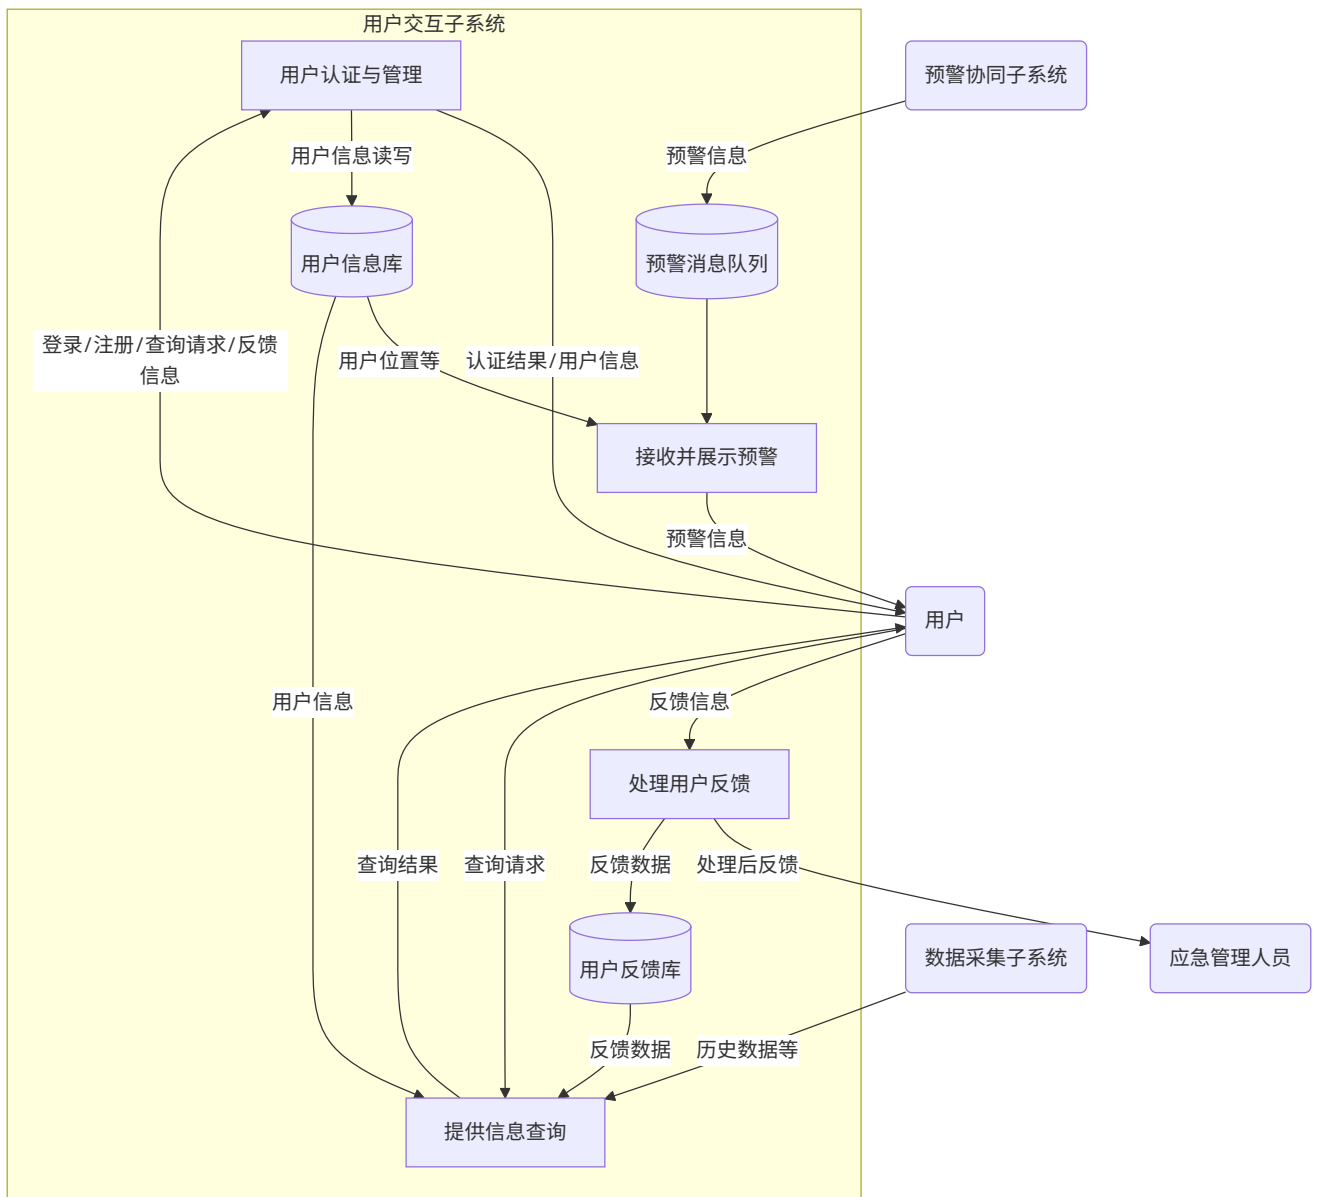 用户交互子系统
用户认证与管理
预警协同子系统
用户信息读写
预警信息
用户信息库
预警消息队列
登录/注册/查询请求/反馈
信息
用户位置等
认证结果/用户信息
接收并展示预警
预警信息
用户
用户信息
反馈信息
处理用户反馈
查询结果
查询请求
反馈数据
处理后反馈
用户反馈库
数据采集子系统
应急管理人员
反馈数据
历史数据等
提供信息查询